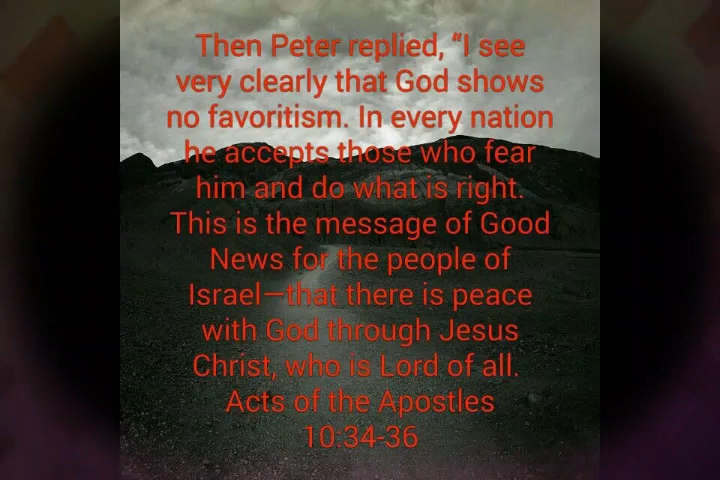 Then Peter replied, “I see
very clearly that God shows
no favoritism. In every nation
he accepts those who fear
him and do what is right.
This is the message of Good
News for the people of
Israel—that there is peace
with God through Jesus
Christ, who is Lord of all.
Acts of the Apostles
10:34-36